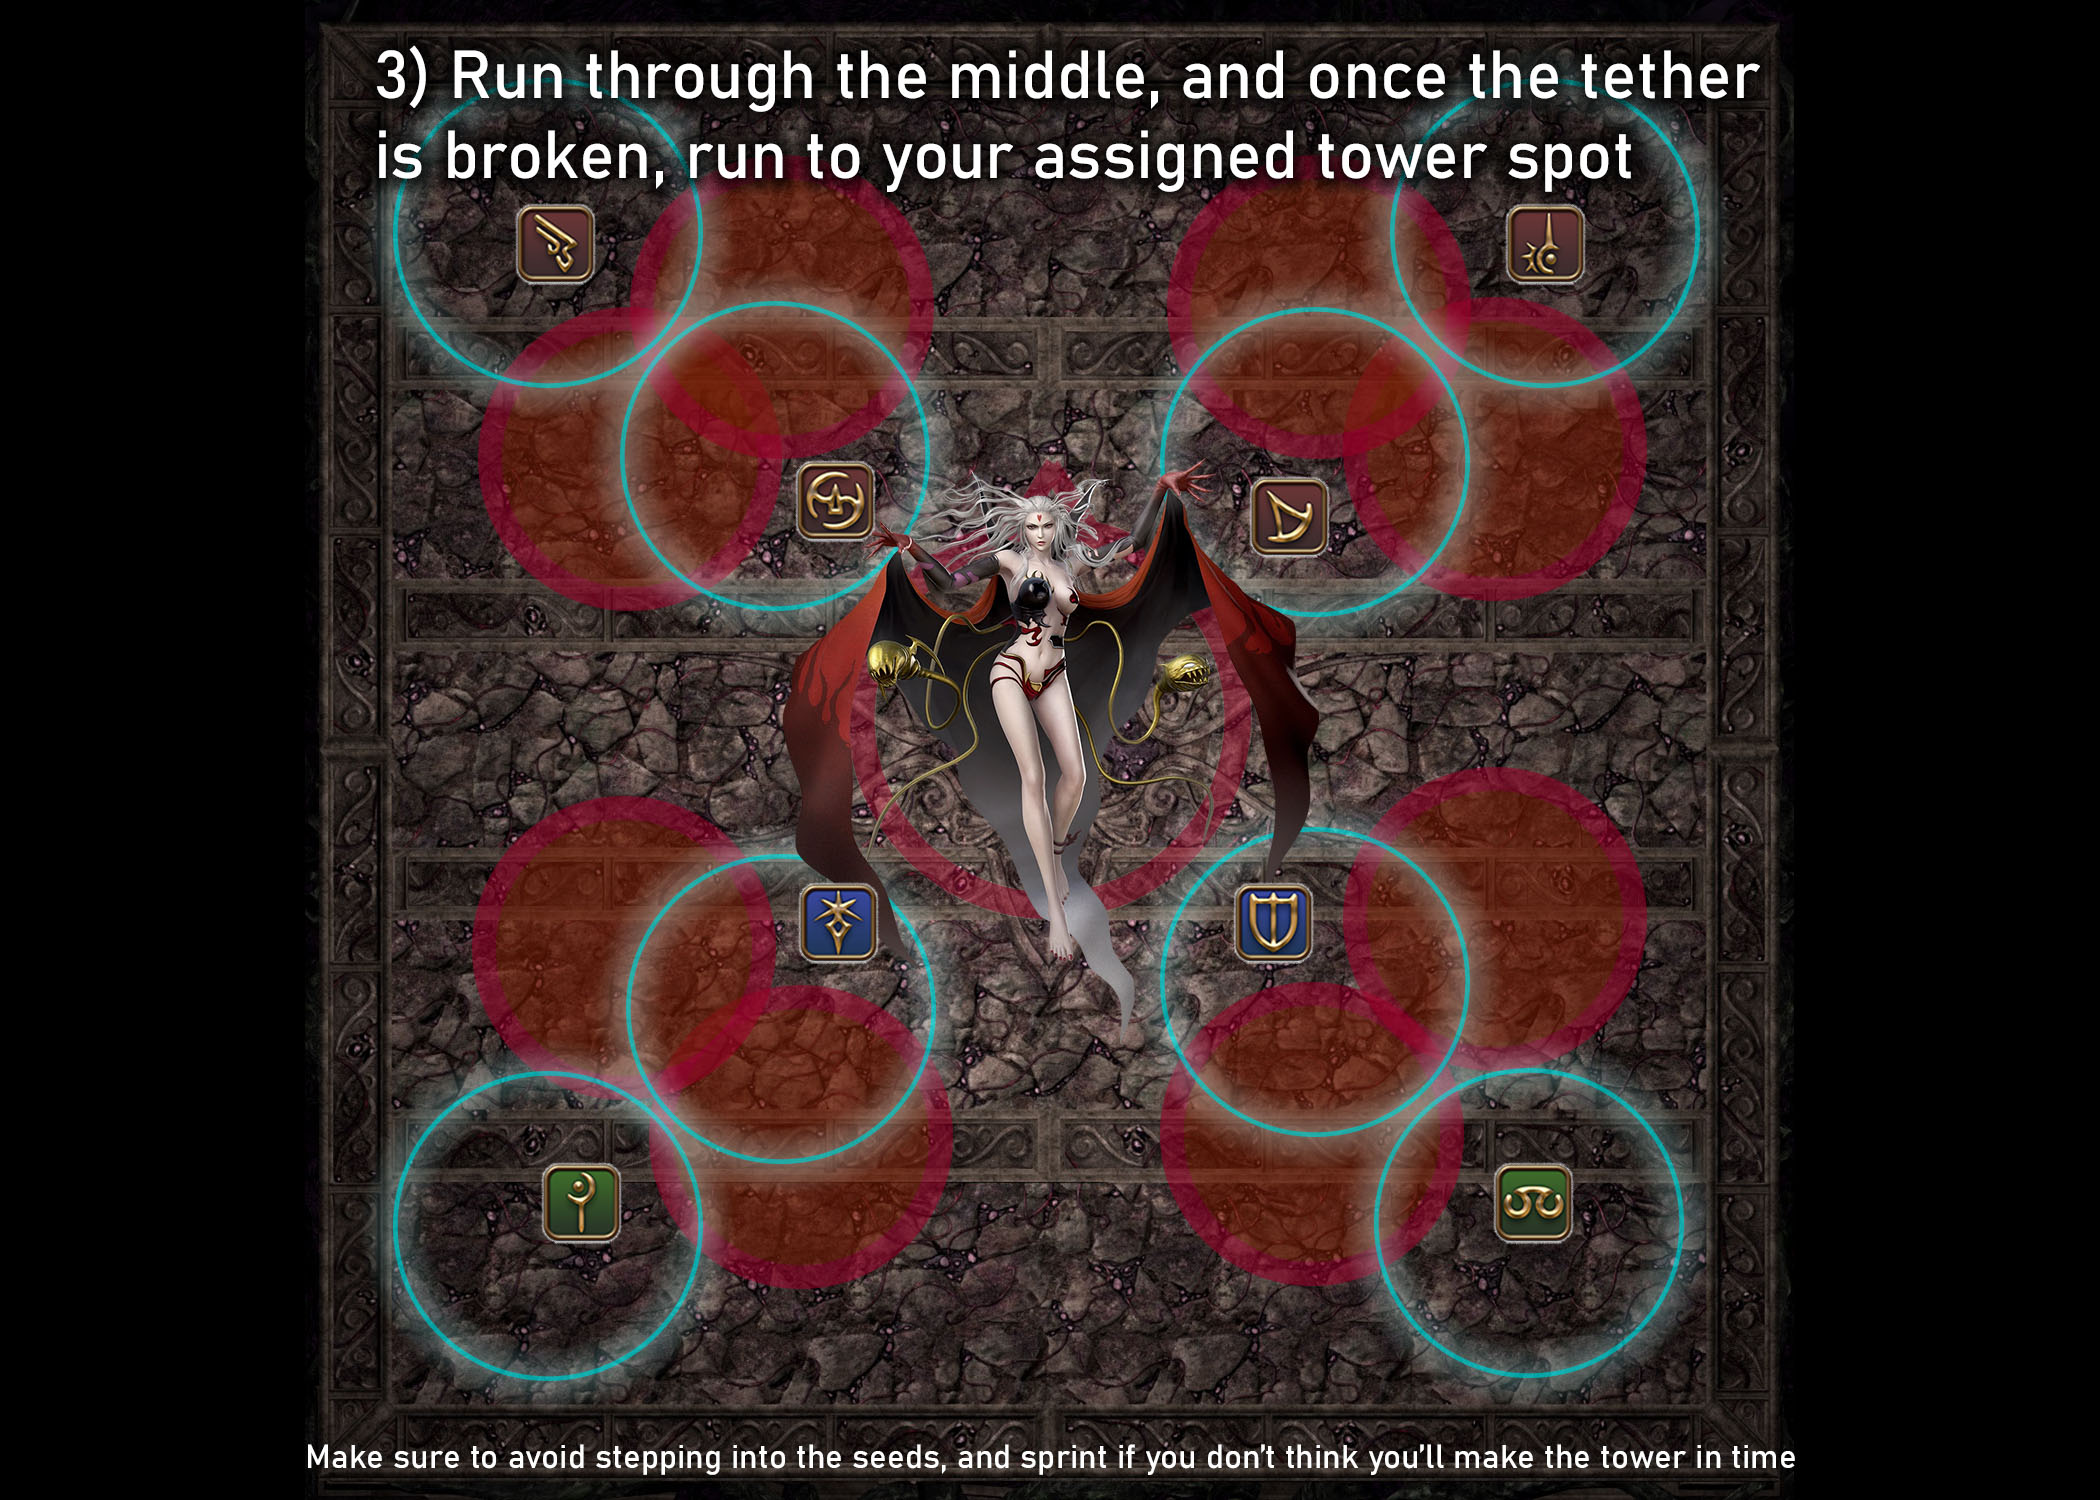 3) Run through the middle, and once the tether
is broken, run to your assigned tower spot
Make sure to avoid stepping into the seeds, and sprint if you don't think you'll make the tower in time